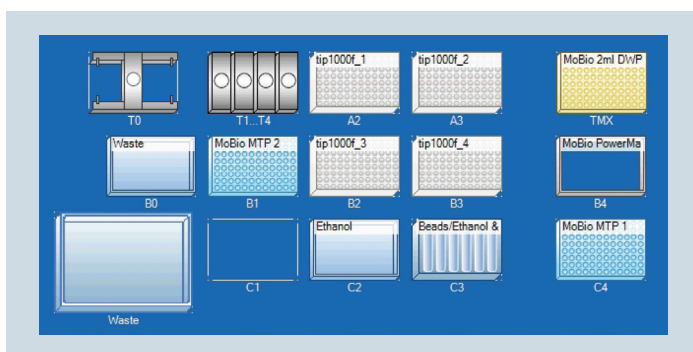 tip1000f_1
tip1000f_2
MoBio 2ml DWP
T0
T1...T4
A2
A3
TMX
Waste
MoBio MTP 2
tip1000f_3
tip1000f_4
MoBio PowerMa
B0
B1
B2
B3
B4
Ethanol
Beads/Ethanol &
MoBio MTP 1
C1
C2
C3
C4
Waste